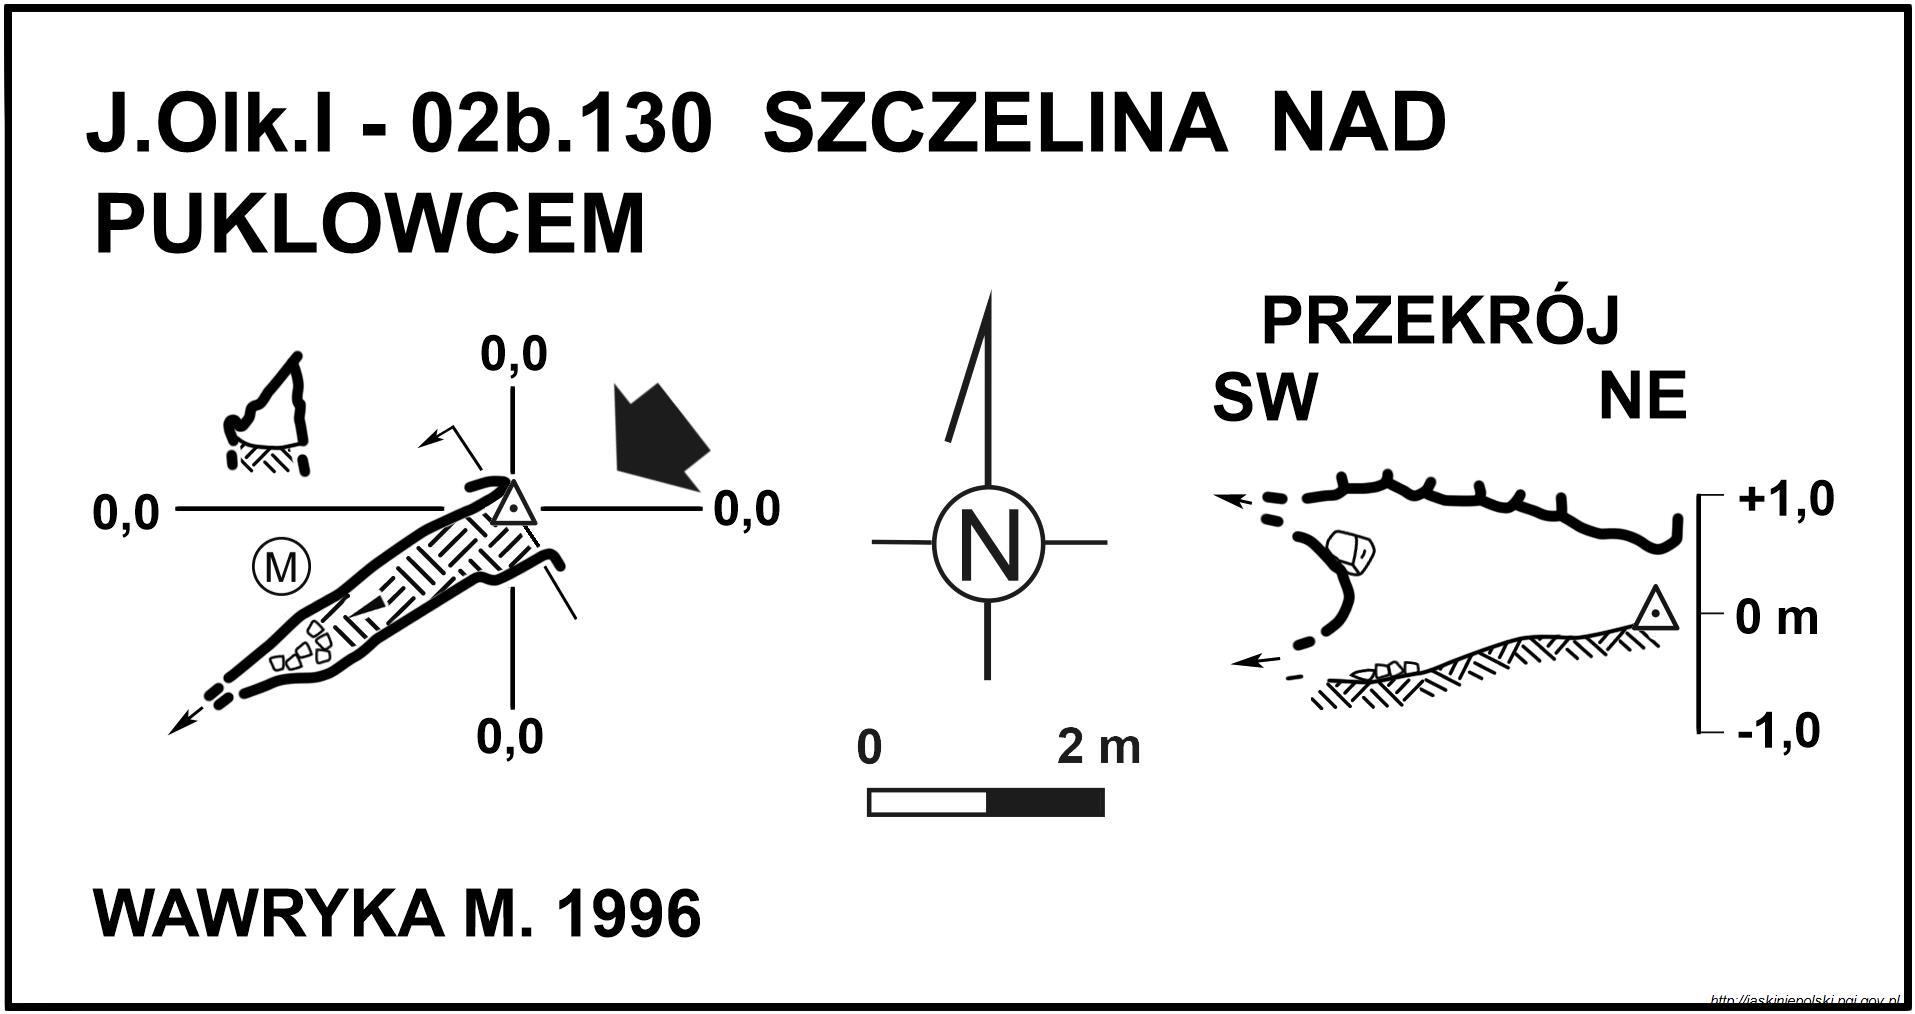 J.Olk.I - 02b.130 SZCZELINA NAD
PUKLOWCEM
PRZEKRÓJ
SW NE
0,0
0,0
0,0
0,0
M
N
+1,0
0 m
-1,0
0 2 m
WAWRYKA M. 1996
http://jaskiniepolski.pgi.gov.pl